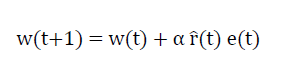 w(t+1) = w(t) + α r̂(t) e(t)